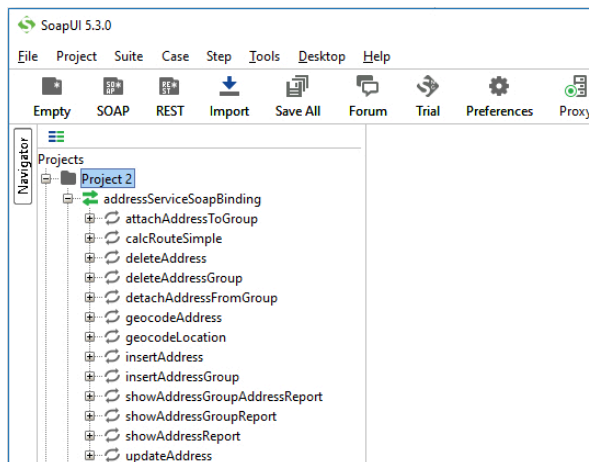 SoapUI 5.3.0
File Project Suite Case Step Tools Desktop Help
SOAP REST
Empty SOAP REST Import Save All Forum Trial Preferences Proxy
Navigator
Projects
Project 2
addressServiceSoapBinding
attachAddressToGroup
calcRouteSimple
deleteAddress
deleteAddressGroup
detachAddressFromGroup
geocodeAddress
geocodeLocation
insertAddress
insertAddressGroup
showAddressGroupAddressReport
showAddressGroupReport
showAddressReport
updateAddress